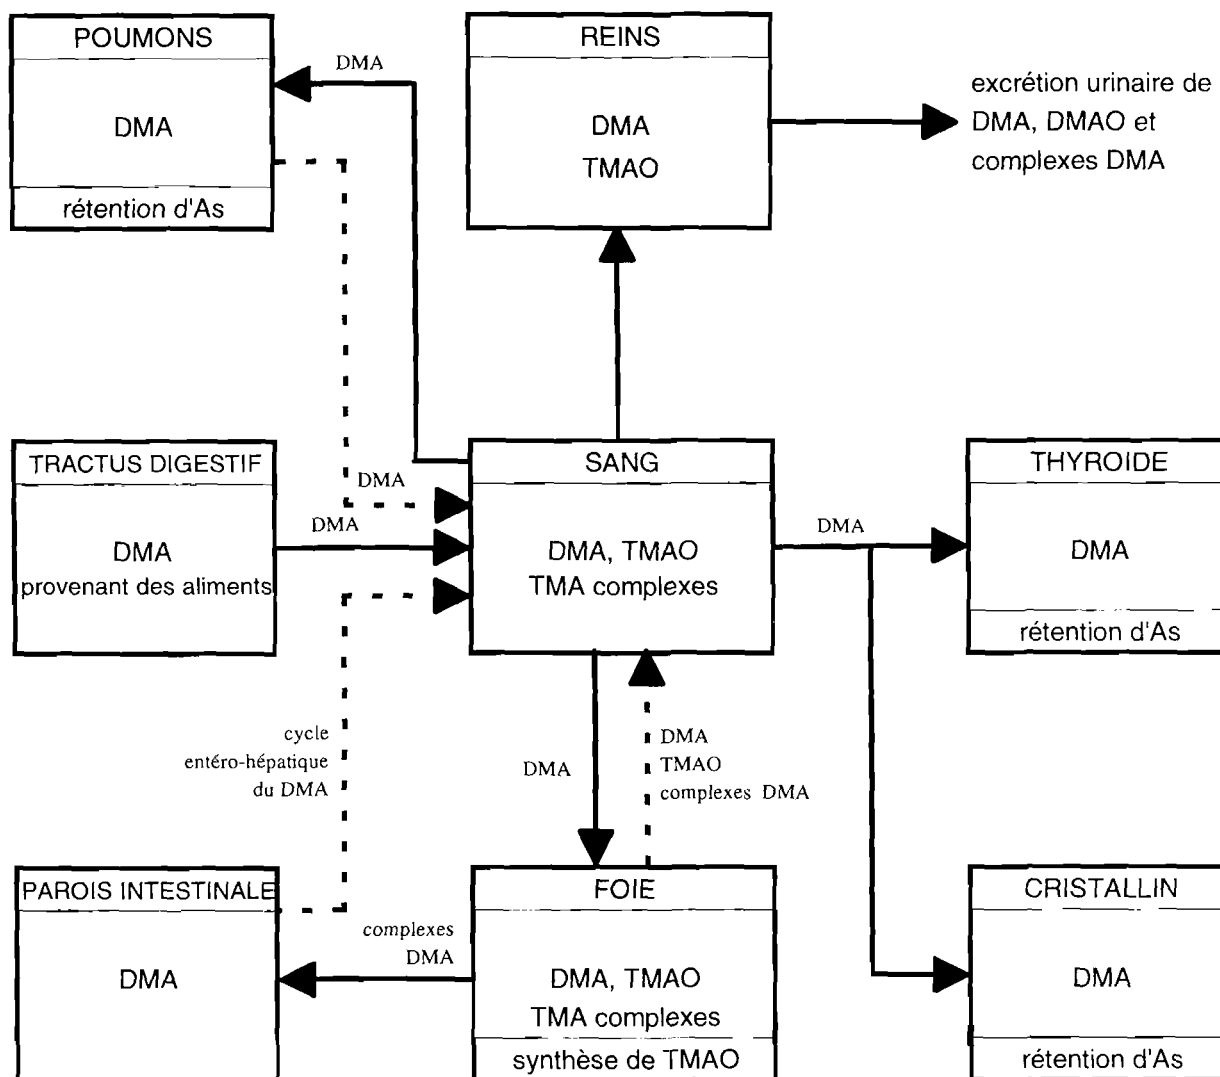 POUMONS
DMA
rétention d'As
DMA
REINS
DMA
TMAO
excrétion urinaire de
DMA, DMAO et
complexes DMA
TRACTUS DIGESTIF
DMA
provenant des aliments
DMA
DMA
SANG
DMA, TMAO
TMA complexes
DMA
THYROIDE
DMA
rétention d'As
cycle
entéro-hépatique
du DMA
DMA
DMA
TMAO
complexes DMA
PAROIS INTESTINALE
DMA
complexes
DMA
FOIE
DMA, TMAO
TMA complexes
synthèse de TMAO
CRISTALLIN
DMA
rétention d'As